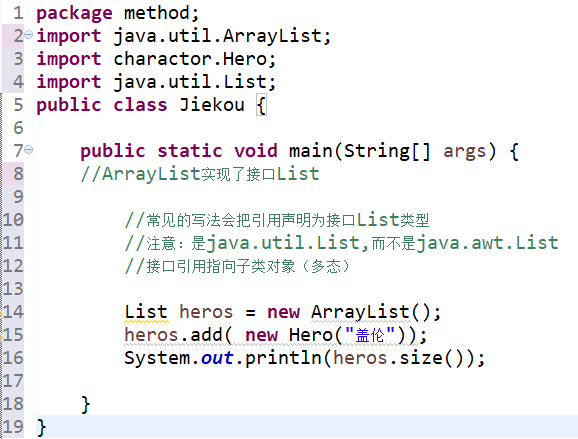 1 package method;
2 import java.util.ArrayList;
3 import charactor.Hero;
4 import java.util.List;
5 public class Jiekou {
6
7 public static void main(String[] args) {
8 //ArrayList实现了接口List
9
10 //常见的写法会把引用声明为接口List类型
11 //注意：是java.util.List,而不是java.awt.List
12 //接口引用指向子类对象（多态）
13
14 List heros = new ArrayList();
15 heros.add( new Hero("盖伦"));
16 System.out.println(heros.size());
17
18 }
19 }